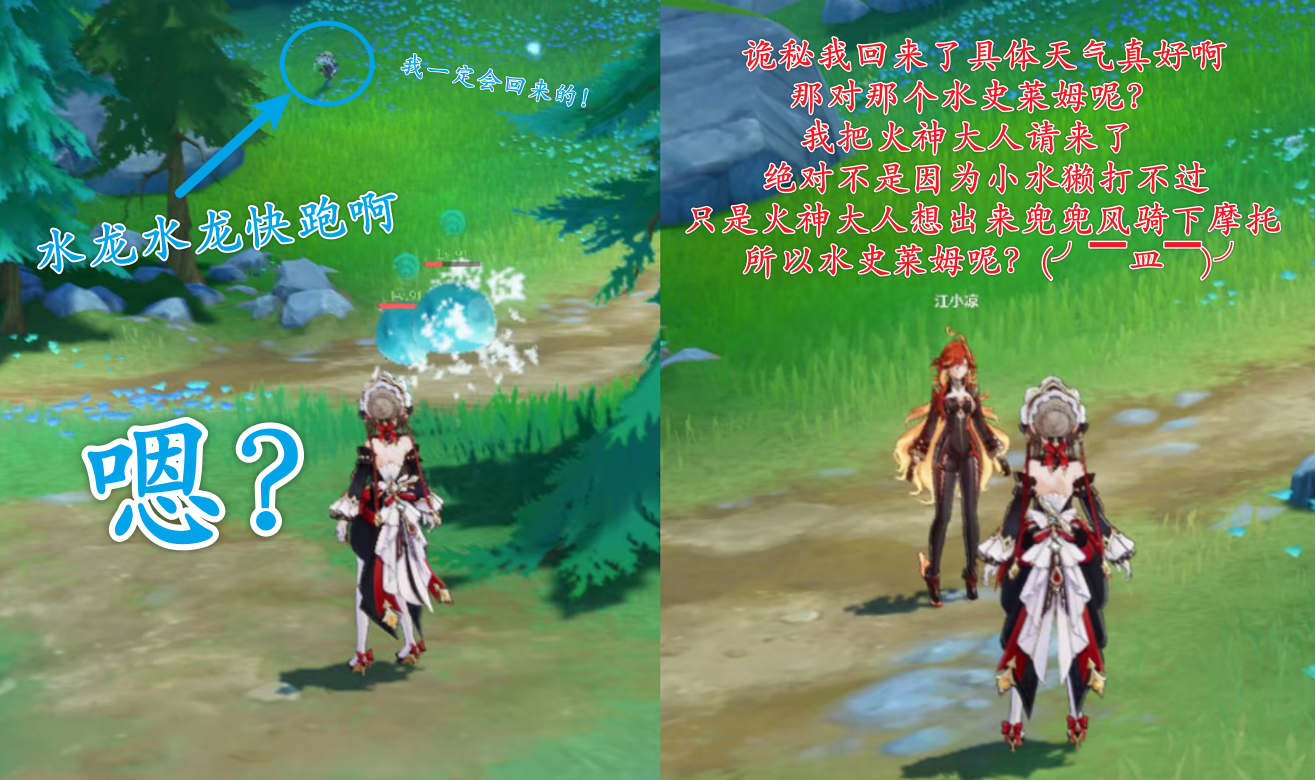 我一定会回来的!
水龙水龙快跑啊
嗯?
诡秘我回来了具体天气真好啊
那对那个水史莱姆呢?
我把火神大人请来了
绝对不是因为小水獭打不过
只是火神大人想出来兜兜风骑下摩托
所以水史莱姆呢?(╯▔皿▔)╯
江小凉